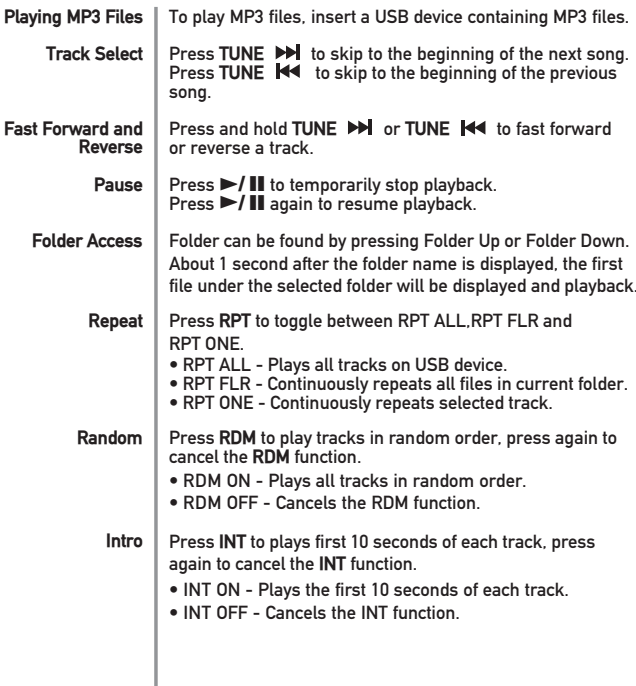 Playing MP3 Files
To play MP3 files, insert a USB device containing MP3 files.
Track Select
Press TUNE ⏭ to skip to the beginning of the next song.
Press TUNE ⏮ to skip to the beginning of the previous
song.
Fast Forward and
Reverse
Press and hold TUNE ⏭ or TUNE ⏮ to fast forward
or reverse a track.
Pause
Press ►/❚❚ to temporarily stop playback.
Press ►/❚❚ again to resume playback.
Folder Access
Folder can be found by pressing Folder Up or Folder Down.
About 1 second after the folder name is displayed, the first
file under the selected folder will be displayed and playback.
Repeat
Press RPT to toggle between RPT ALL,RPT FLR and
RPT ONE.
• RPT ALL - Plays all tracks on USB device.
• RPT FLR - Continuously repeats all files in current folder.
• RPT ONE - Continuously repeats selected track.
Random
Press RDM to play tracks in random order, press again to
cancel the RDM function.
• RDM ON - Plays all tracks in random order.
• RDM OFF - Cancels the RDM function.
Intro
Press INT to plays first 10 seconds of each track, press
again to cancel the INT function.
• INT ON - Plays the first 10 seconds of each track.
• INT OFF - Cancels the INT function.